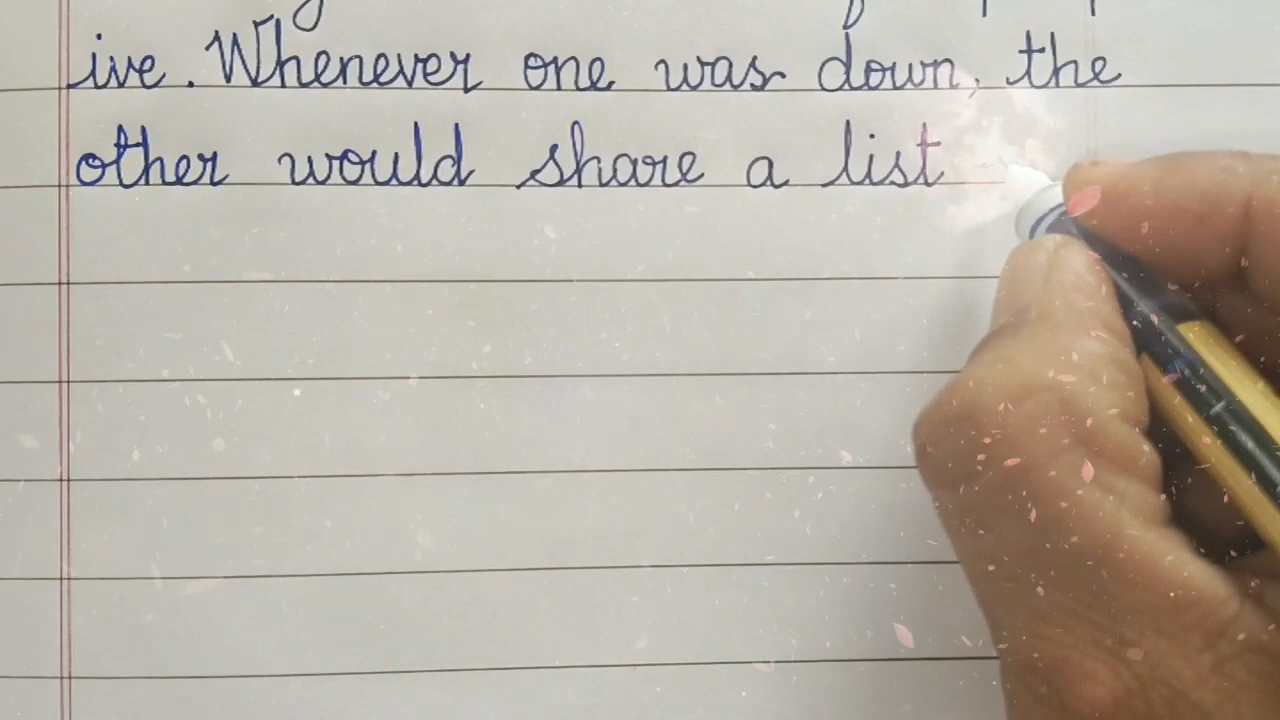 ive. Whenever one was down, the
other would share a list